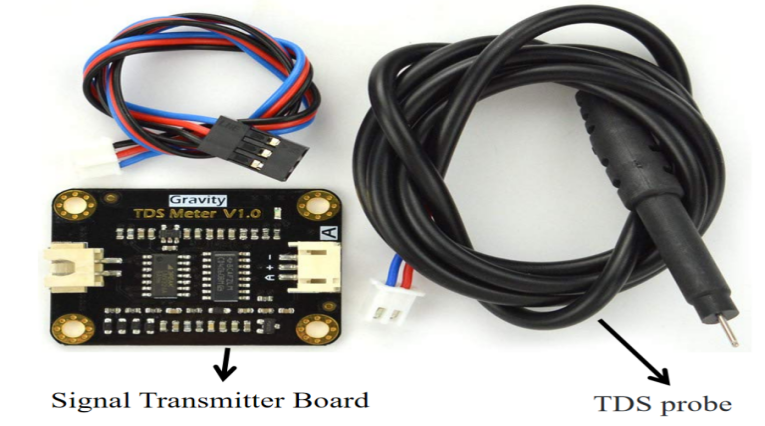 Gravity
TDS Meter V1.0
A
A + -
Signal Transmitter Board
TDS probe